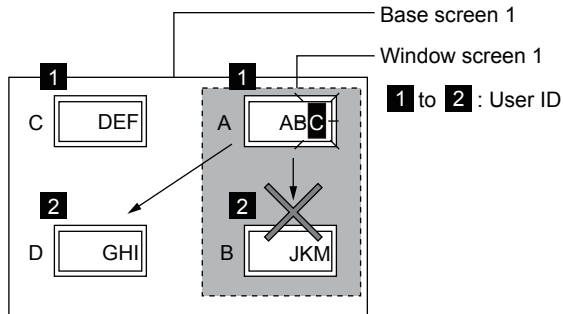 Base screen 1
Window screen 1
1 to 2 : User ID
1
1
C DEF
A ABC
2
2
D GHI
B JKM